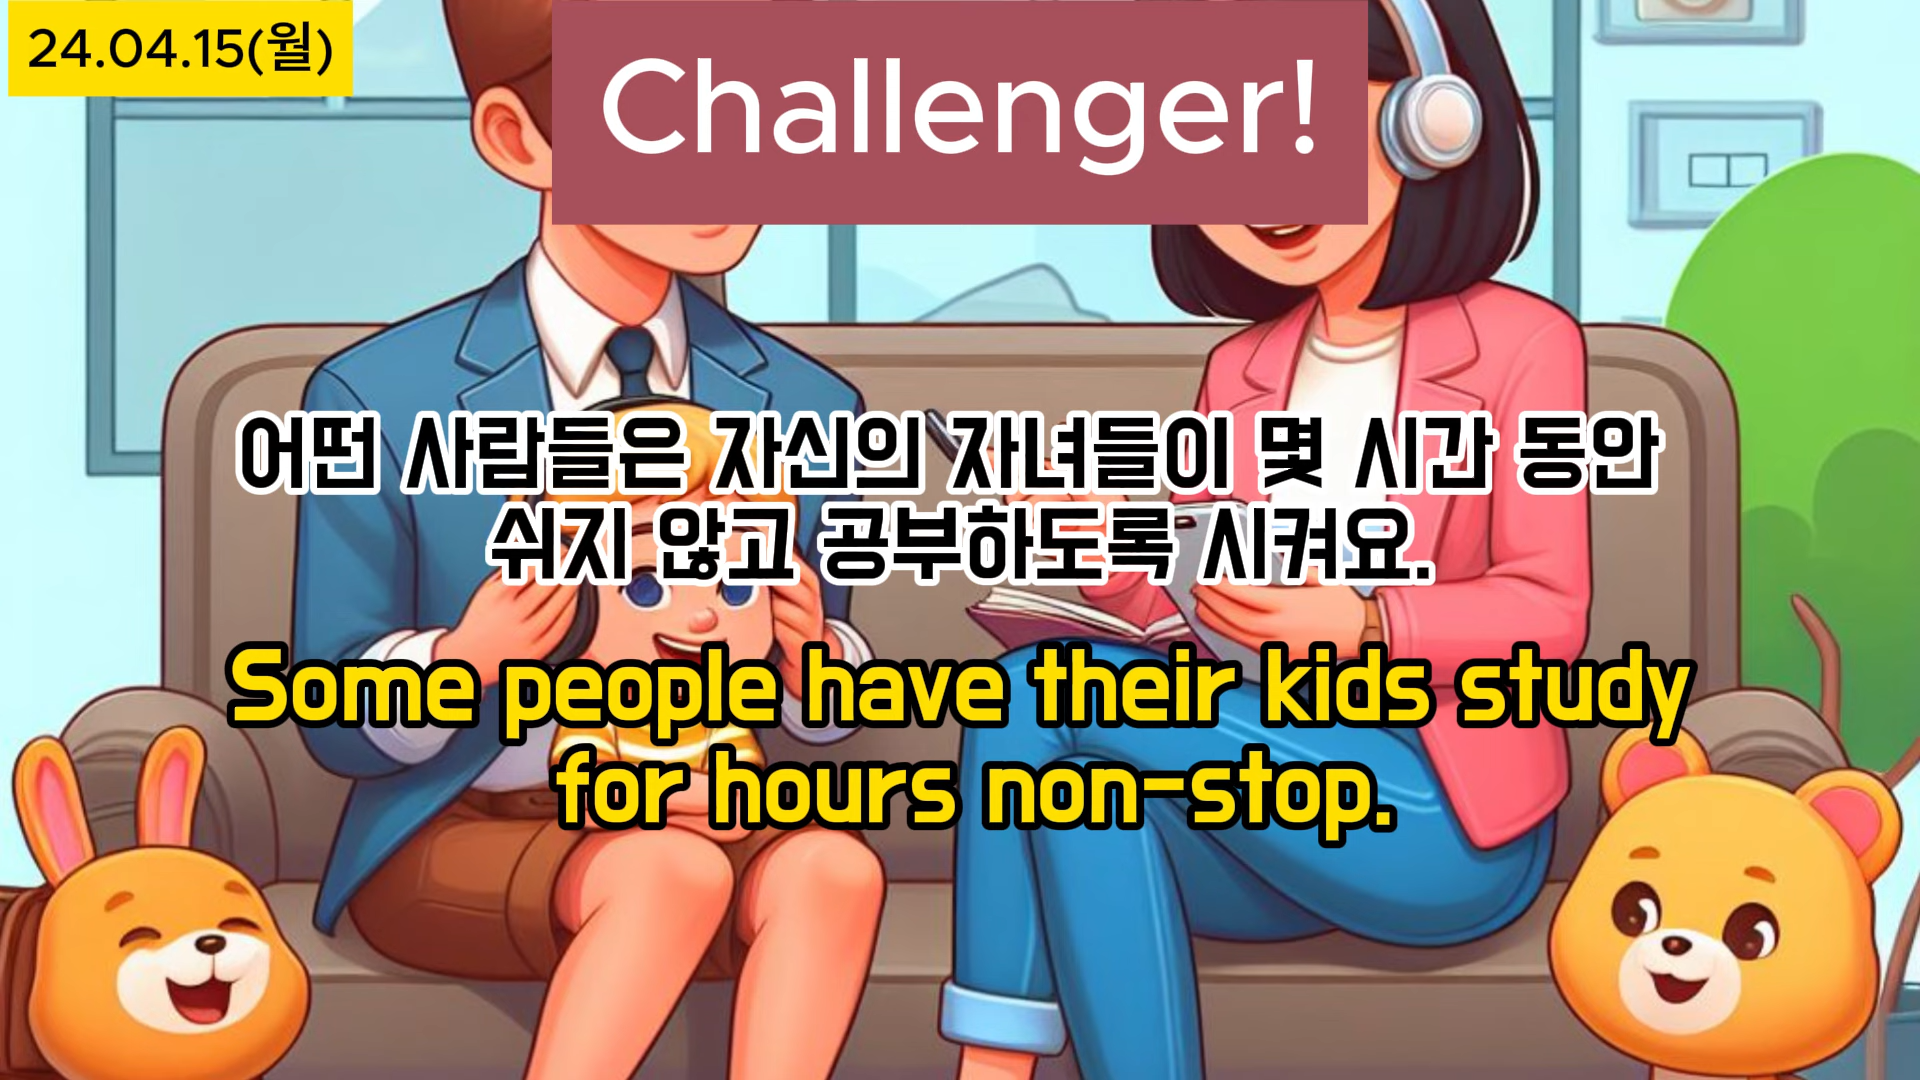 24.04.15(월)
Challenger!
어떤 사람들은 자신의 자녀들이 몇 시간 동안
쉬지 않고 공부하도록 시켜요.
Some people have their kids study
for hours non-stop.